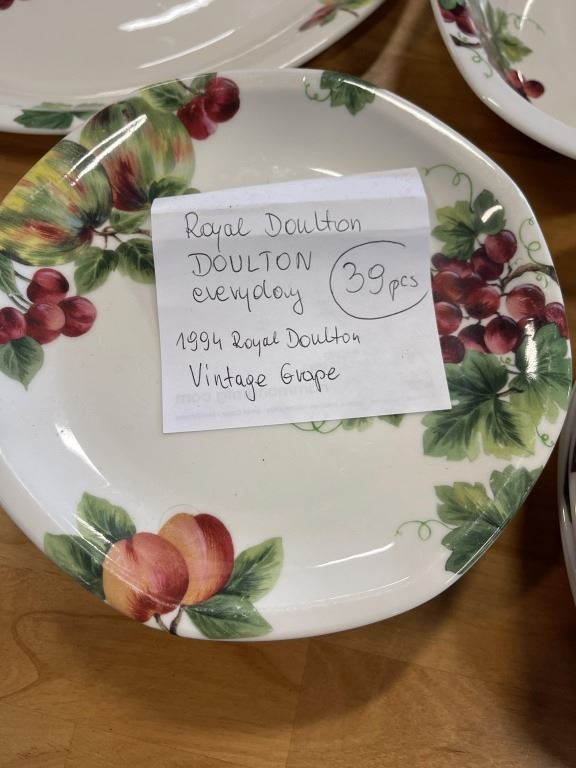 Royal Doulton
DOULTON
everyday
39 pcs
1994 Royal Doulton
Vintage Grape